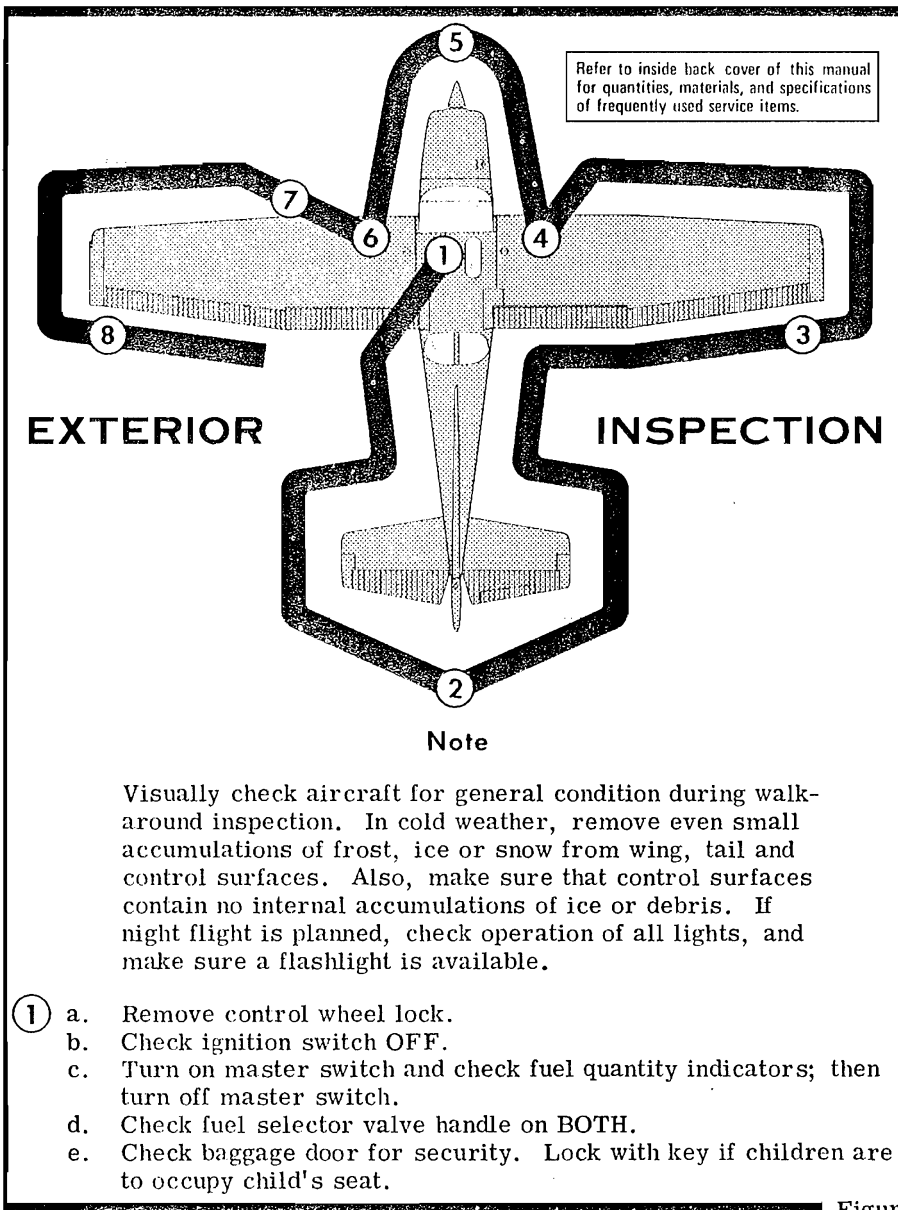 5
Refer to inside back cover of this manual
for quantities, materials, and specifications
of frequently used service items.
7
6
4
1
8
3
EXTERIOR INSPECTION
2
Note
Visually check aircraft for general condition during walk-
around inspection. In cold weather, remove even small
accumulations of frost, ice or snow from wing, tail and
control surfaces. Also, make sure that control surfaces
contain no internal accumulations of ice or debris. If
night flight is planned, check operation of all lights, and
make sure a flashlight is available.
1 a. Remove control wheel lock.
b. Check ignition switch OFF.
c. Turn on master switch and check fuel quantity indicators; then
turn off master switch.
d. Check fuel selector valve handle on BOTH.
e. Check baggage door for security. Lock with key if children are
to occupy child's seat.
Figur